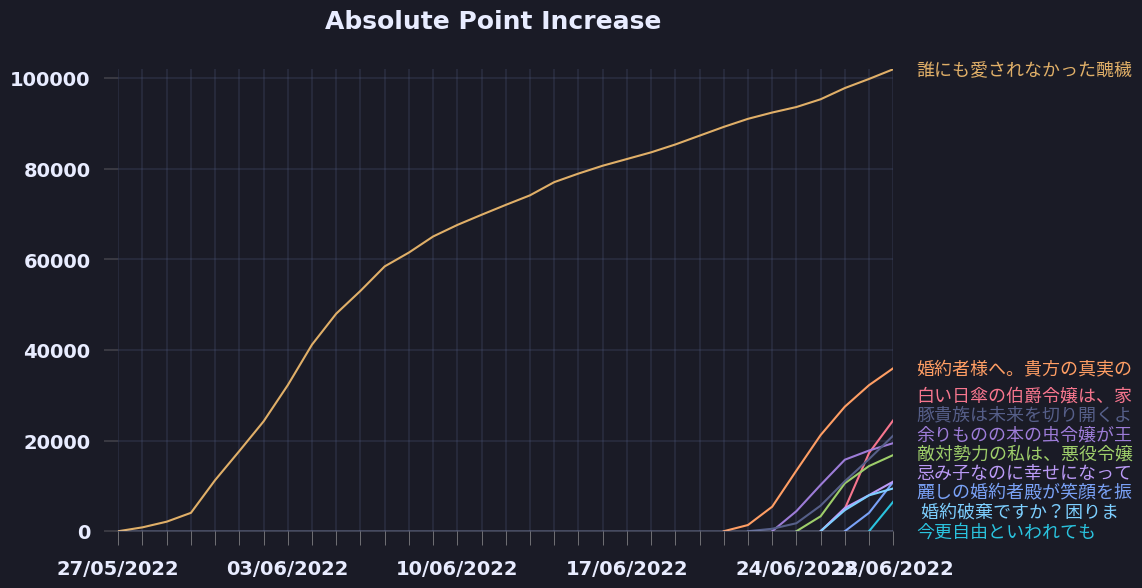 Absolute Point Increase
100000
80000
60000
40000
20000
0
27/05/2022
03/06/2022
10/06/2022
17/06/2022
24/06/2022
28/06/2022
誰にも愛されなかった醜穢
婚約者様へ。貴方の真実の
白い日傘の伯爵令嬢は、家
豚貴族は未来を切り開くよ
余りものの本の虫令嬢が王
敵対勢力の私は、悪役令嬢
忌み子なのに幸せになって
麗しの婚約者殿が笑顔を振
婚約破棄ですか？困りま
今更自由といわれても